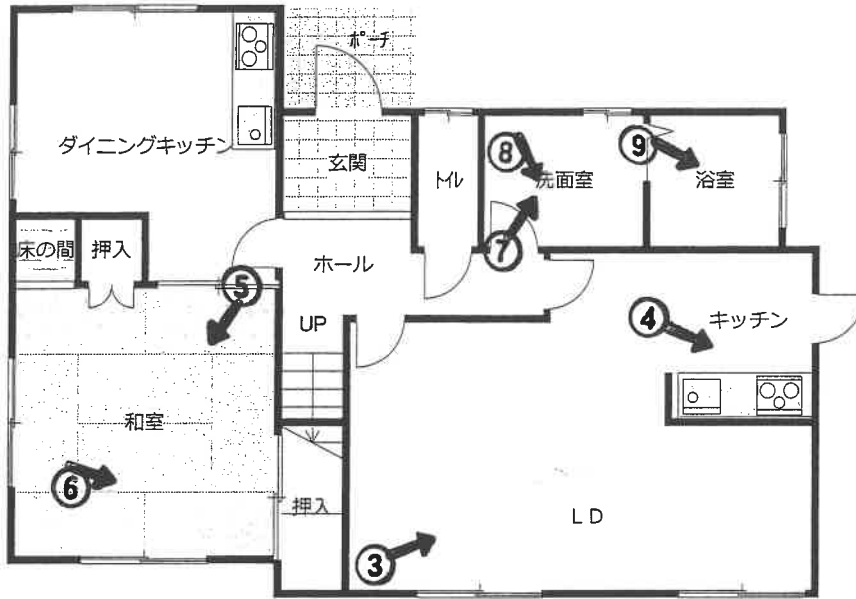 ポーチ
ダイニングキッチン
玄関
トイレ
⑧
洗面室
⑨
浴室
床の間
押入
⑦
ホール
⑤
UP
④
キッチン
和室
⑥
押入
LD
③